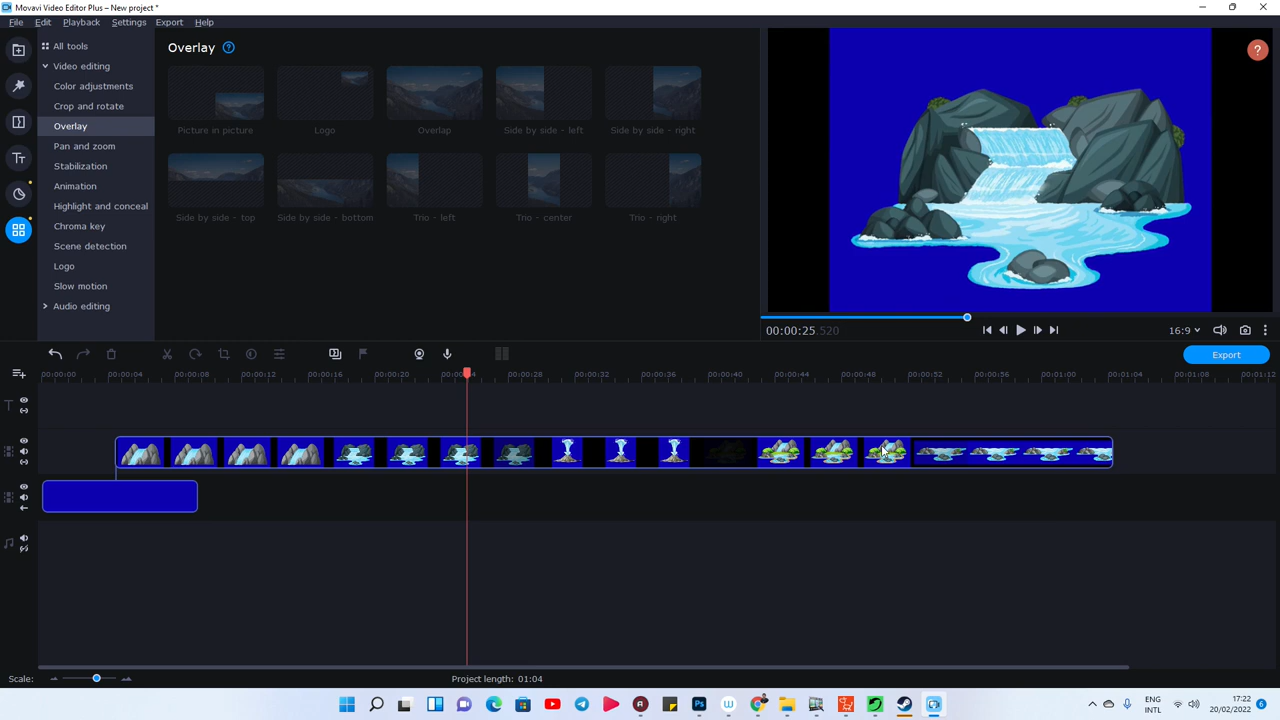 Movavi Video Editor Plus – New project *
File Edit Playback Settings Export Help
All tools
Video editing
Color adjustments
Crop and rotate
Overlay
Pan and zoom
Stabilization
Animation
Highlight and conceal
Chroma key
Scene detection
Logo
Slow motion
Audio editing
Overlay ?
Picture in picture
Logo
Overlap
Side by side - left
Side by side - right
Side by side - top
Side by side - bottom
Trio - left
Trio - center
Trio - right
?
00:00:25.520
16:9
Export
00:00:00 00:00:04 00:00:08 00:00:12 00:00:16 00:00:20 00:00:28 00:00:32 00:00:36 00:00:40 00:00:44 00:00:48 00:00:52 00:00:56 00:01:00 00:01:04 00:01:08 00:01:12
Scale:
Project length: 01:04
ENG
INTL
17:22
20/02/2022
6